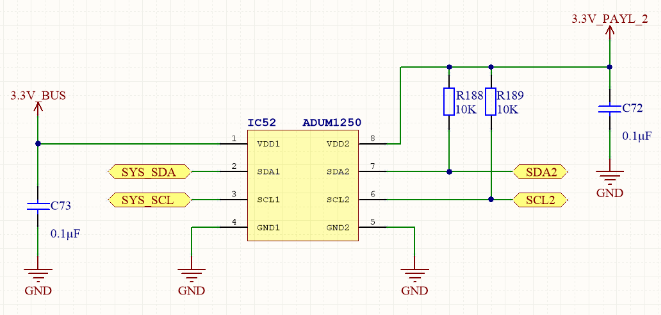 3.3V_PAYL_2
3.3V_BUS
IC52 ADUM1250
R188 R189
10K 10K
C72
0.1µF
1 VDD1 VDD2 8
SYS_SDA 2 SDA1 SDA2 7 SDA2
SYS_SCL 3 SCL1 SCL2 6 SCL2
4 GND1 GND2 5
C73
0.1µF
GND
GND GND GND